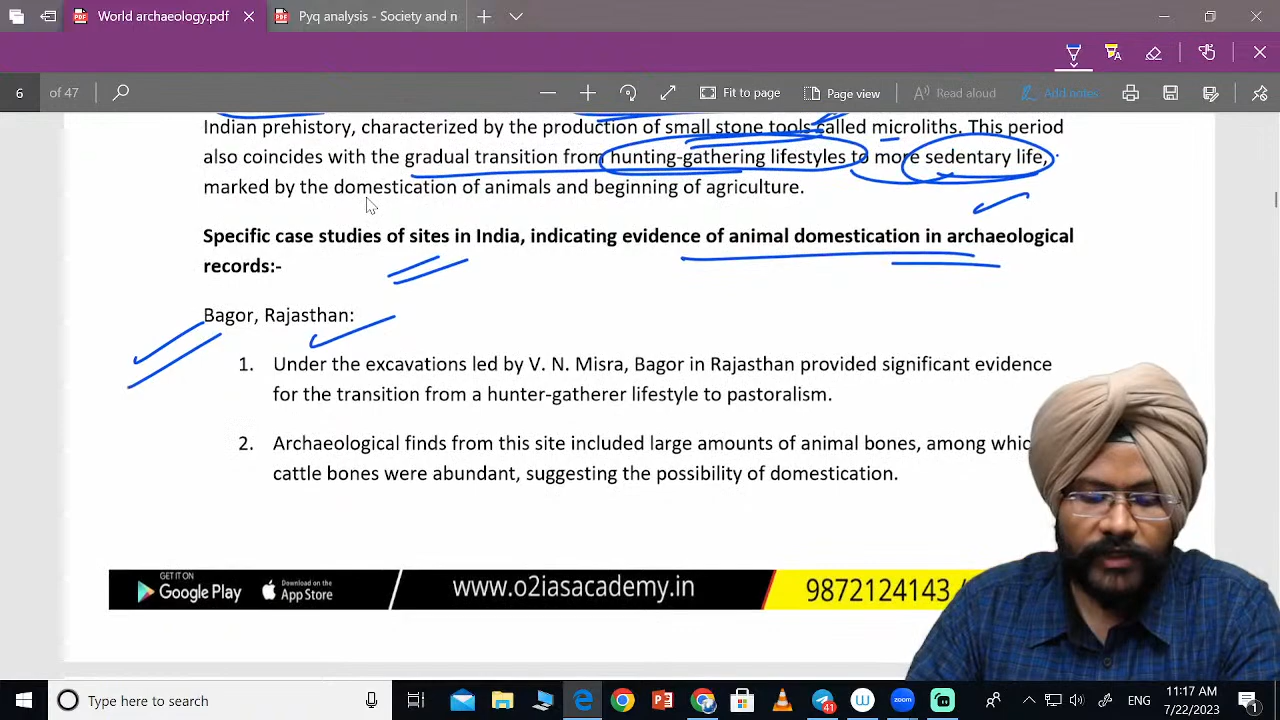 World archaeology.pdf
Pyq analysis - Society and n
6 of 47
Fit to page
Page view
Read aloud
Add notes
Indian prehistory, characterized by the production of small stone tools called microliths. This period
also coincides with the gradual transition from hunting-gathering lifestyles to more sedentary life,
marked by the domestication of animals and beginning of agriculture.
Specific case studies of sites in India, indicating evidence of animal domestication in archaeological
records:-
Bagor, Rajasthan:
1. Under the excavations led by V. N. Misra, Bagor in Rajasthan provided significant evidence
for the transition from a hunter-gatherer lifestyle to pastoralism.
2. Archaeological finds from this site included large amounts of animal bones, among whic
cattle bones were abundant, suggesting the possibility of domestication.
GET IT ON
Google Play
Download on the
App Store
www.o2iasacademy.in
9872124143
Type here to search
41
zoom
ENG
11:17 AM
7/22/2023
1